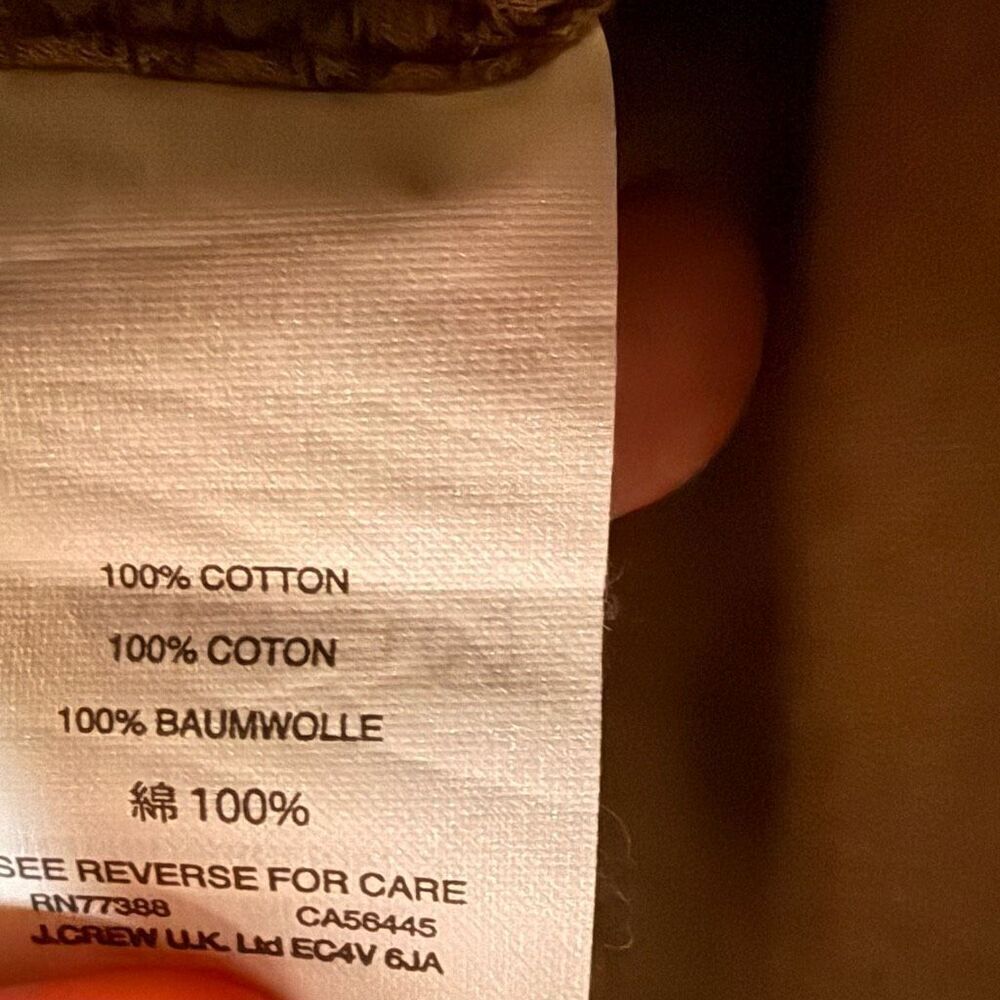 100% COTTON
100% COTON
100% BAUMWOLLE
綿 100%
SEE REVERSE FOR CARE
RN77388 CA56445
J.CREW U.K. Ltd EC4V 6JA